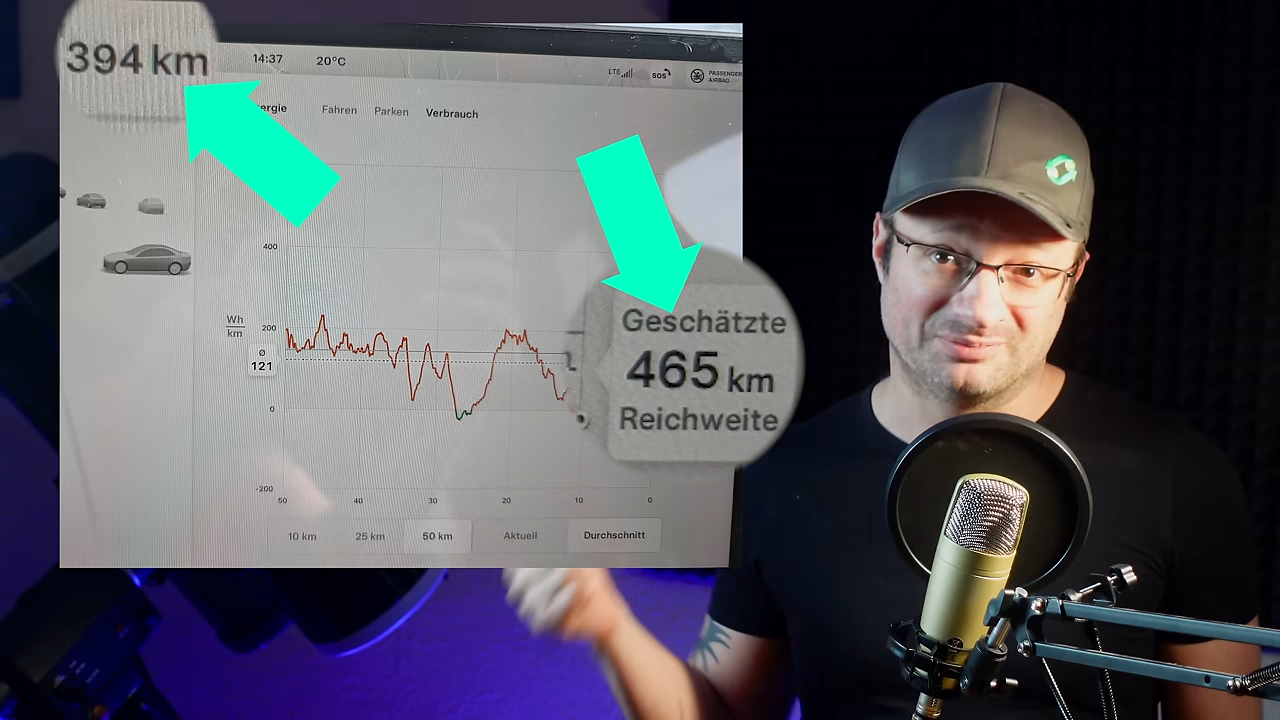 394 km
14:37 20°C
LTE SOS PASSENGER AIRBAG
Fahren Parken Verbrauch
400
Wh
km
200
Ø
121
0
-200
50 40 30 20 10 0
10 km 25 km 50 km Aktuell Durchschnitt
Geschätzte
465 km
Reichweite